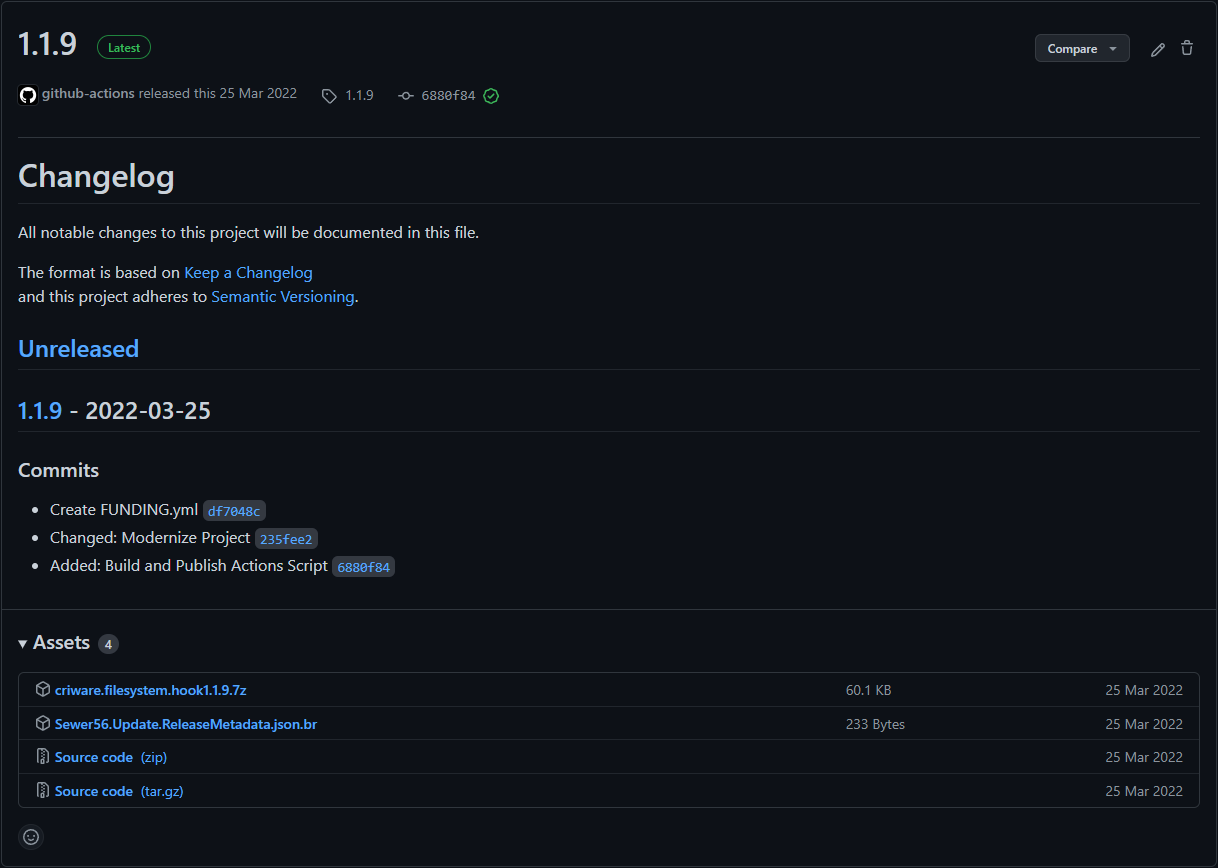 1.1.9 Latest Compare
github-actions released this 25 Mar 2022 1.1.9 6880f84
Changelog
All notable changes to this project will be documented in this file.
The format is based on Keep a Changelog
and this project adheres to Semantic Versioning.
Unreleased
1.1.9 - 2022-03-25
Commits
Create FUNDING.yml df7048c
Changed: Modernize Project 235fee2
Added: Build and Publish Actions Script 6880f84
Assets 4
criware.filesystem.hook1.1.9.7z 60.1 KB 25 Mar 2022
Sewer56.Update.ReleaseMetadata.json.br 233 Bytes 25 Mar 2022
Source code (zip) 25 Mar 2022
Source code (tar.gz) 25 Mar 2022